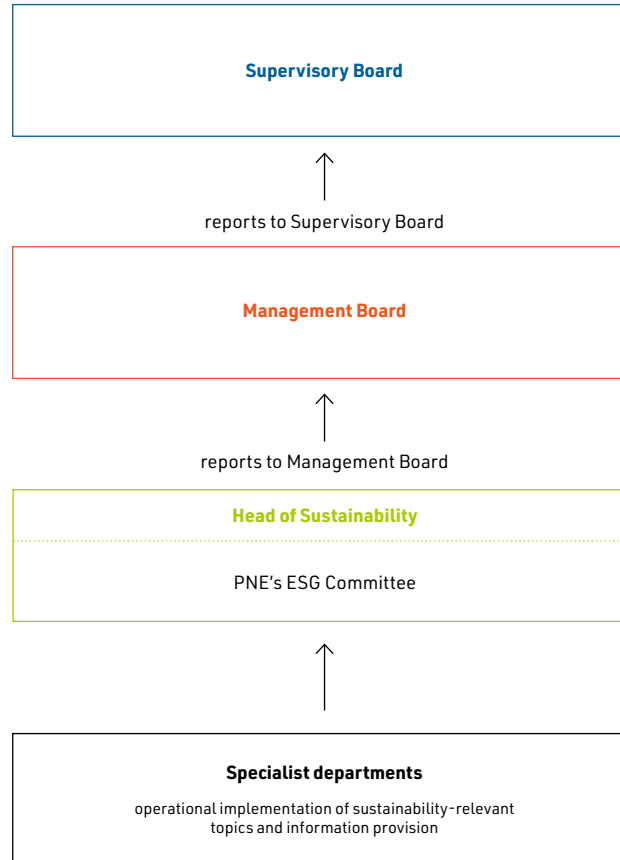 Supervisory Board
reports to Supervisory Board
Management Board
reports to Management Board
Head of Sustainability
PNE's ESG Committee
Specialist departments
operational implementation of sustainability-relevant
topics and information provision